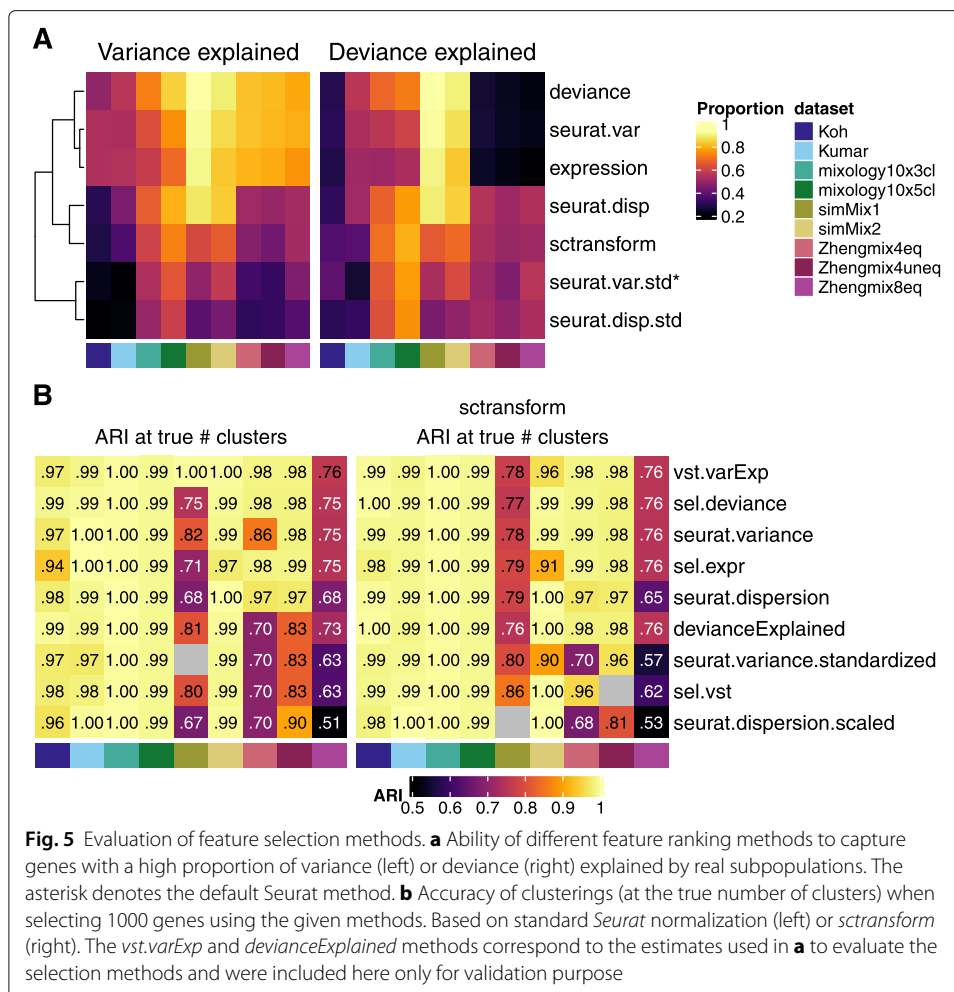 A
Variance explained
Deviance explained
deviance
seurat.var
expression
seurat.disp
sctransform
seurat.var.std*
seurat.disp.std
Proportion
1
0.8
0.6
0.4
0.2
dataset
Koh
Kumar
mixology10x3cl
mixology10x5cl
simMix1
simMix2
Zhengmix4eq
Zhengmix4uneq
Zhengmix8eq
B
sctransform
ARI at true # clusters ARI at true # clusters
.97 .99 1.00 .99 1.00 1.00 .98 .98 .76 .99 .99 1.00 .99 .78 .96 .98 .98 .76 vst.varExp
.99 .99 1.00 .99 .75 .99 .98 .98 .75 1.00 .99 1.00 .99 .77 .99 .99 .98 .76 sel.deviance
.97 1.00 1.00 .99 .82 .99 .86 .98 .75 .99 .99 1.00 .99 .78 .99 .99 .98 .76 seurat.variance
.94 1.00 1.00 .99 .71 .97 .98 .99 .75 .98 .99 1.00 .99 .79 .91 .99 .98 .76 sel.expr
.98 .99 1.00 .99 .68 1.00 .97 .97 .68 .99 .99 1.00 .99 .79 1.00 .97 .97 .65 seurat.dispersion
.99 .99 1.00 .99 .81 .99 .70 .83 .73 1.00 .99 1.00 .99 .76 1.00 .98 .98 .76 devianceExplained
.97 .97 1.00 .99 .99 .70 .83 .63 .99 .99 1.00 .99 .80 .90 .70 .96 .57 seurat.variance.standardized
.98 .98 1.00 .99 .80 .99 .70 .83 .63 .99 .99 1.00 .99 .86 1.00 .96 .62 sel.vst
.96 1.00 1.00 .99 .67 .99 .70 .90 .51 .98 1.00 1.00 .99 1.00 .68 .81 .53 seurat.dispersion.scaled
ARI 0.5 0.6 0.7 0.8 0.9 1
Fig. 5 Evaluation of feature selection methods. a Ability of different feature ranking methods to capture
genes with a high proportion of variance (left) or deviance (right) explained by real subpopulations. The
asterisk denotes the default Seurat method. b Accuracy of clusterings (at the true number of clusters) when
selecting 1000 genes using the given methods. Based on standard Seurat normalization (left) or sctransform
(right). The vst.varExp and devianceExplained methods correspond to the estimates used in a to evaluate the
selection methods and were included here only for validation purpose